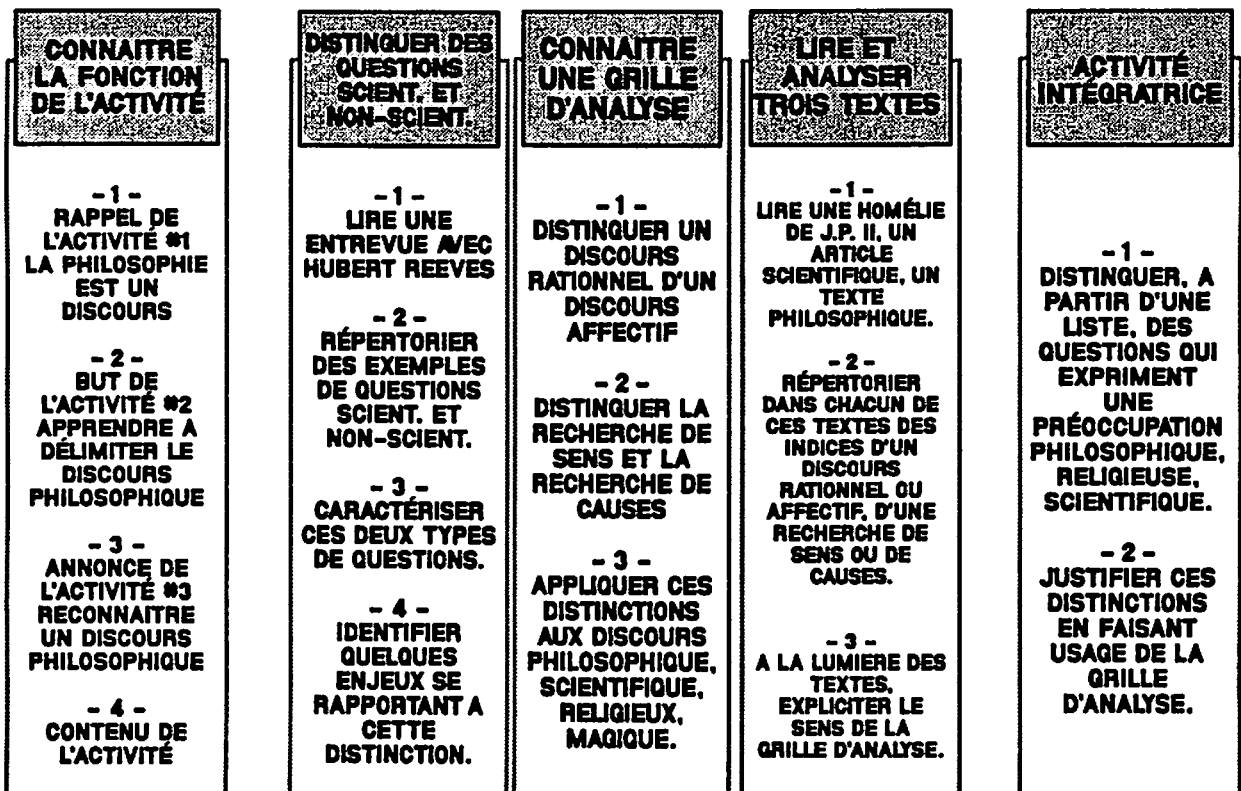 CONNAITRE
LA FONCTION
DE L'ACTIVITÉ
- 1 -
RAPPEL DE
L'ACTIVITÉ #1
LA PHILOSOPHIE
EST UN
DISCOURS
- 2 -
BUT DE
L'ACTIVITÉ #2
APPRENDRE A
DÉLIMITER LE
DISCOURS
PHILOSOPHIQUE
- 3 -
ANNONCE DE
L'ACTIVITÉ #3
RECONNAITRE
UN DISCOURS
PHILOSOPHIQUE
- 4 -
CONTENU DE
L'ACTIVITÉ
DISTINGUER DES
QUESTIONS
SCIENT. ET
NON-SCIENT.
- 1 -
LIRE UNE
ENTREVUE AVEC
HUBERT REEVES
- 2 -
RÉPERTORIER
DES EXEMPLES
DE QUESTIONS
SCIENT. ET
NON-SCIENT.
- 3 -
CARACTÉRISER
CES DEUX TYPES
DE QUESTIONS.
- 4 -
IDENTIFIER
QUELQUES
ENJEUX SE
RAPPORTANT A
CETTE
DISTINCTION.
CONNAITRE
UNE GRILLE
D'ANALYSE
- 1 -
DISTINGUER UN
DISCOURS
RATIONNEL D'UN
DISCOURS
AFFECTIF
- 2 -
DISTINGUER LA
RECHERCHE DE
SENS ET LA
RECHERCHE DE
CAUSES
- 3 -
APPLIQUER CES
DISTINCTIONS
AUX DISCOURS
PHILOSOPHIQUE,
SCIENTIFIQUE,
RELIGIEUX,
MAGIQUE.
LIRE ET
ANALYSER
TROIS TEXTES
- 1 -
LIRE UNE HOMÉLIE
DE J.P. II, UN
ARTICLE
SCIENTIFIQUE, UN
TEXTE
PHILOSOPHIQUE.
- 2 -
RÉPERTORIER
DANS CHACUN DE
CES TEXTES DES
INDICES D'UN
DISCOURS
RATIONNEL OU
AFFECTIF, D'UNE
RECHERCHE DE
SENS OU DE
CAUSES.
- 3 -
A LA LUMIERE DES
TEXTES,
EXPLICITER LE
SENS DE LA
GRILLE D'ANALYSE.
ACTIVITÉ
INTÉGRATRICE
- 1 -
DISTINGUER, A
PARTIR D'UNE
LISTE, DES
QUESTIONS QUI
EXPRIMENT
UNE
PRÉOCCUPATION
PHILOSOPHIQUE,
RELIGIEUSE,
SCIENTIFIQUE.
- 2 -
JUSTIFIER CES
DISTINCTIONS
EN FAISANT
USAGE DE LA
GRILLE
D'ANALYSE.